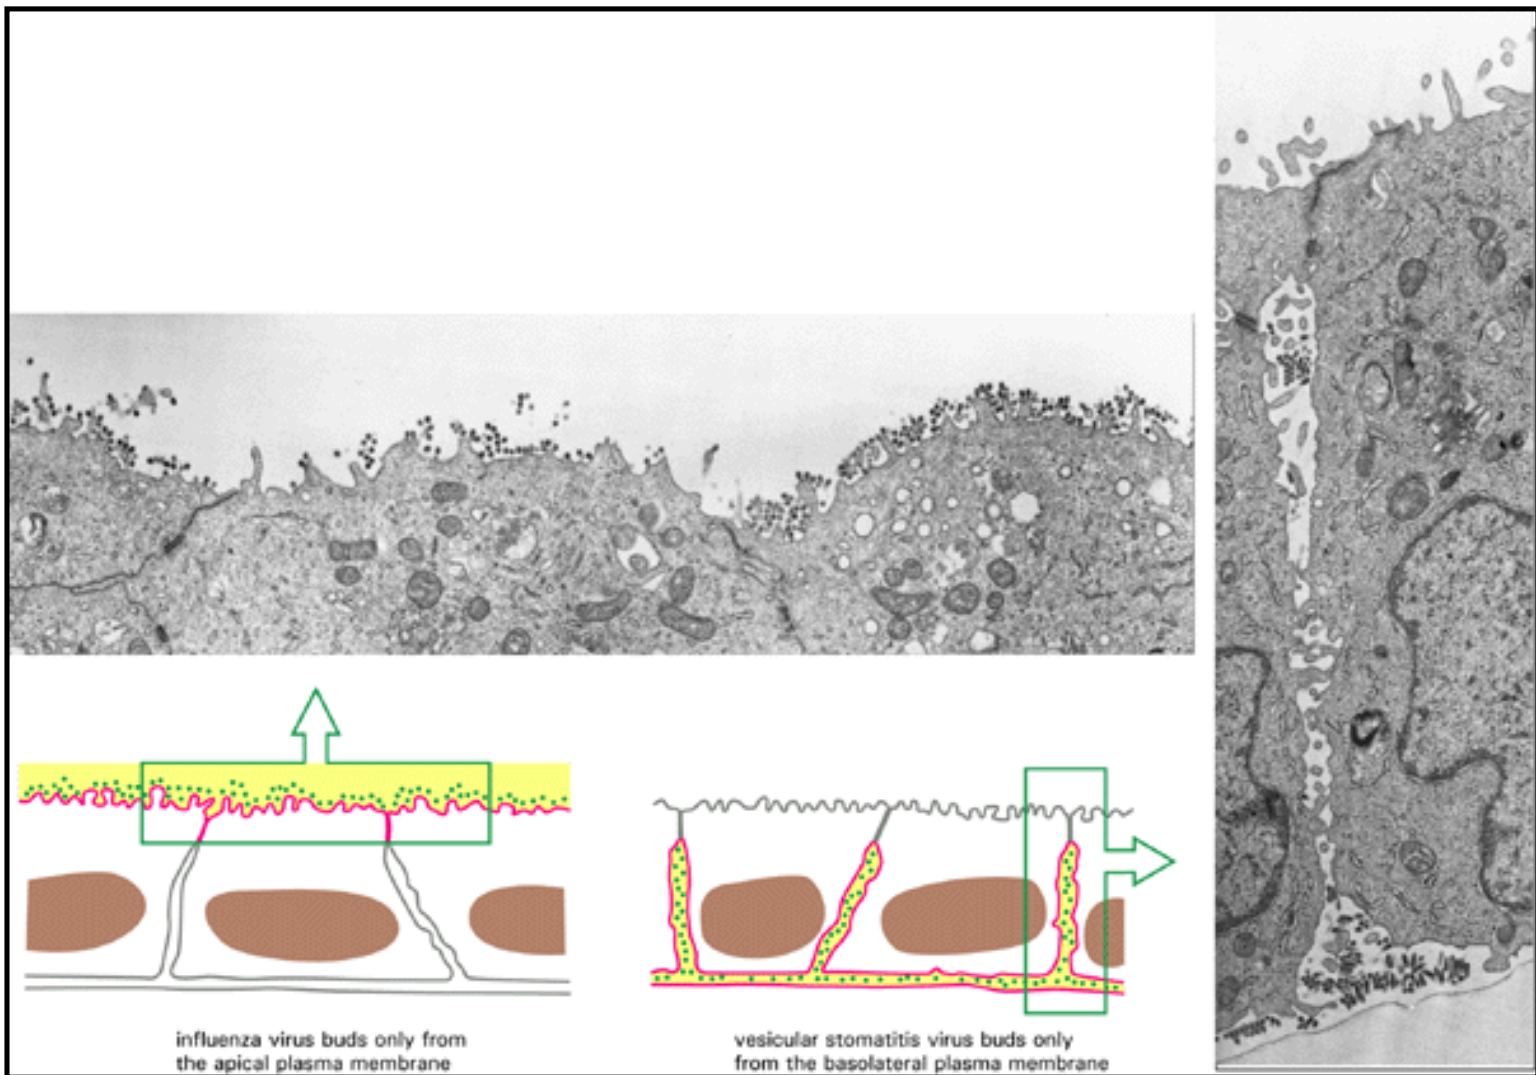 influenza virus buds only from
the apical plasma membrane
vesicular stomatitis virus buds only
from the basolateral plasma membrane